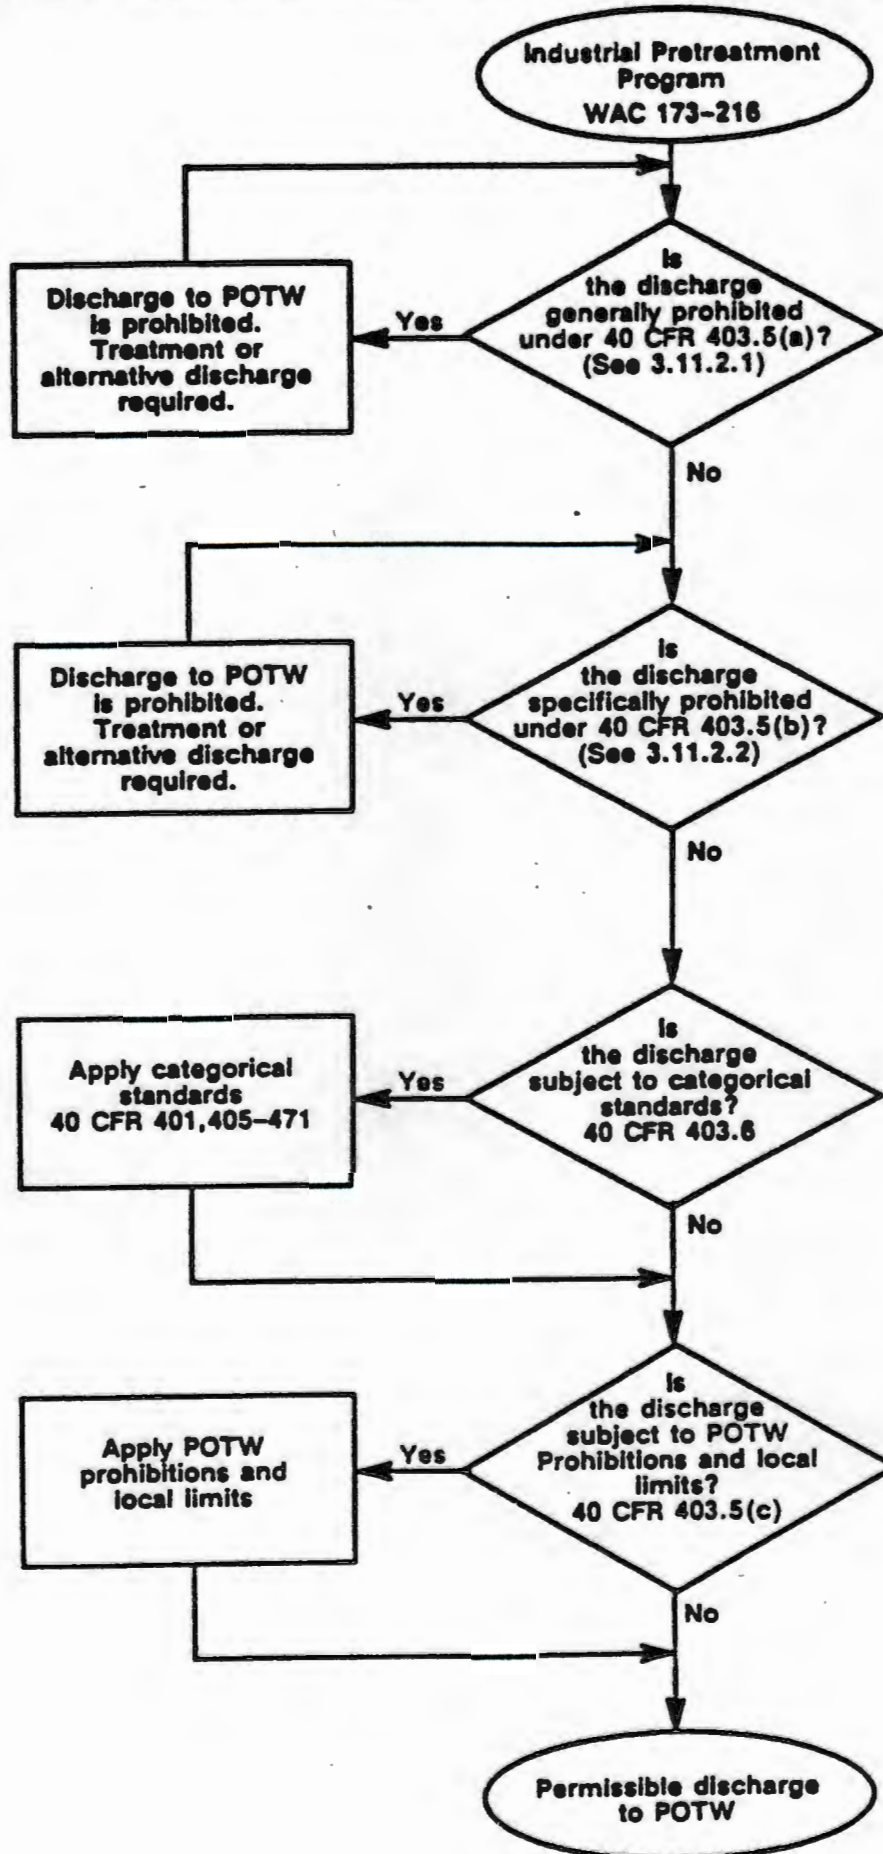 Industrial Pretreatment
Program
WAC 173-216
Is
the discharge
generally prohibited
under 40 CFR 403.5(a)?
(See 3.11.2.1)
Yes
Discharge to POTW
is prohibited.
Treatment or
alternative discharge
required.
No
Is
the discharge
specifically prohibited
under 40 CFR 403.5(b)?
(See 3.11.2.2)
Yes
Discharge to POTW
is prohibited.
Treatment or
alternative discharge
required.
No
Is
the discharge
subject to categorical
standards?
40 CFR 403.6
Yes
Apply categorical
standards
40 CFR 401,405-471
No
Is
the discharge
subject to POTW
Prohibitions and local
limits?
40 CFR 403.5(c)
Yes
Apply POTW
prohibitions and
local limits
No
Permissible discharge
to POTW